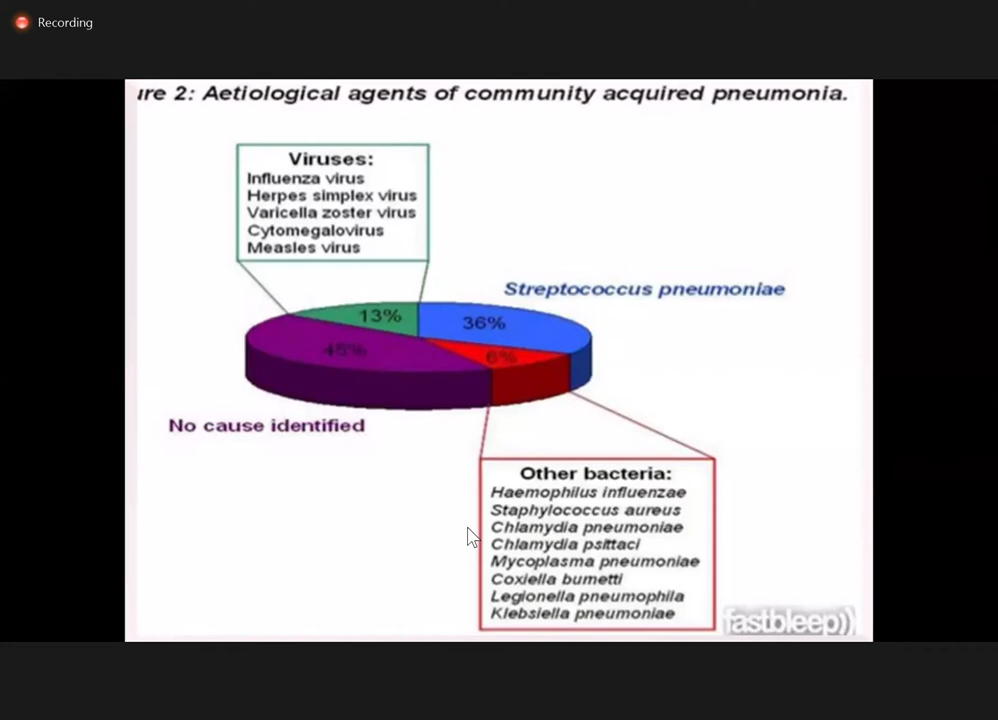 Recording
ure 2: Aetiological agents of community acquired pneumonia.
Viruses:
Influenza virus
Herpes simplex virus
Varicella zoster virus
Cytomegalovirus
Measles virus
Streptococcus pneumoniae
13%
36%
45%
6%
No cause identified
Other bacteria:
Haemophilus influenzae
Staphylococcus aureus
Chlamydia pneumoniae
Chlamydia psittaci
Mycoplasma pneumoniae
Coxiella burnetti
Legionella pneumophila
Klebsiella pneumoniae
fastbleep))